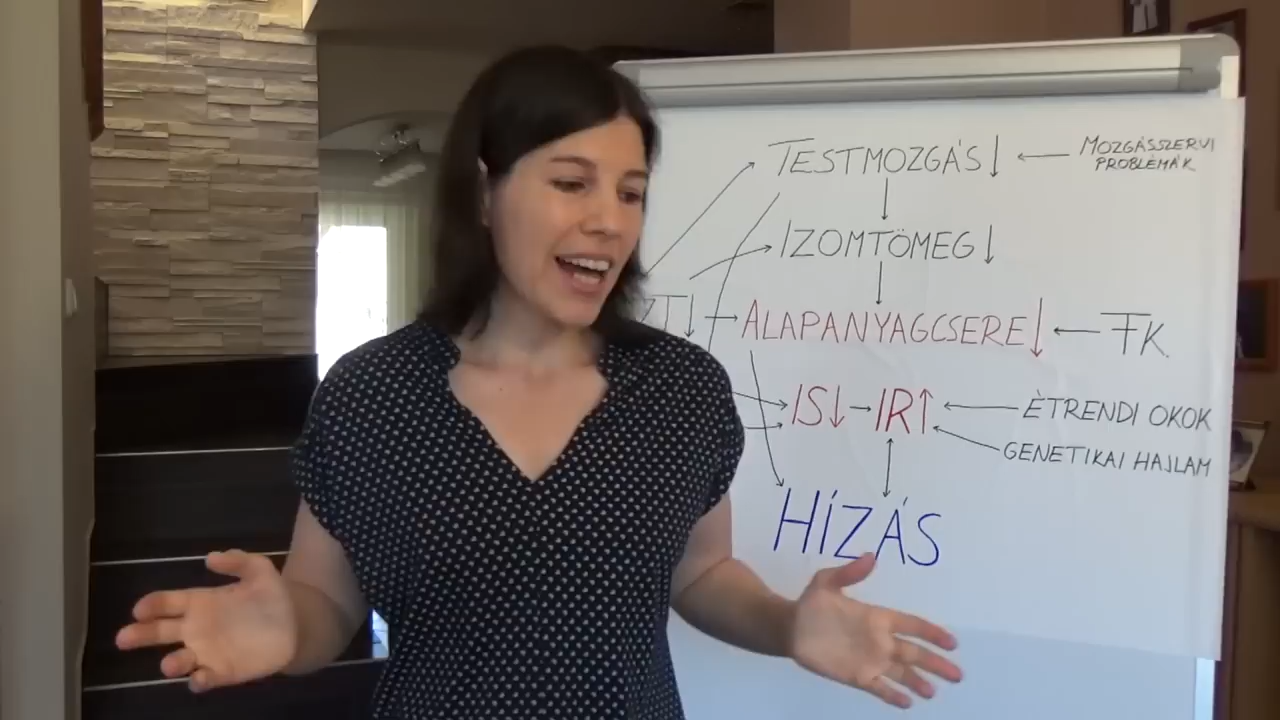 TESTMOZGÁS↓ ← MOZGÁSSZERVI
PROBLÉMÁK
IZOMTÖMEG↓
ALAPANYAGCSERE↓ ← FK.
IS↓→IR↑ ← ÉTRENDI OKOK
GENETIKAI HAJLAM
HÍZÁS